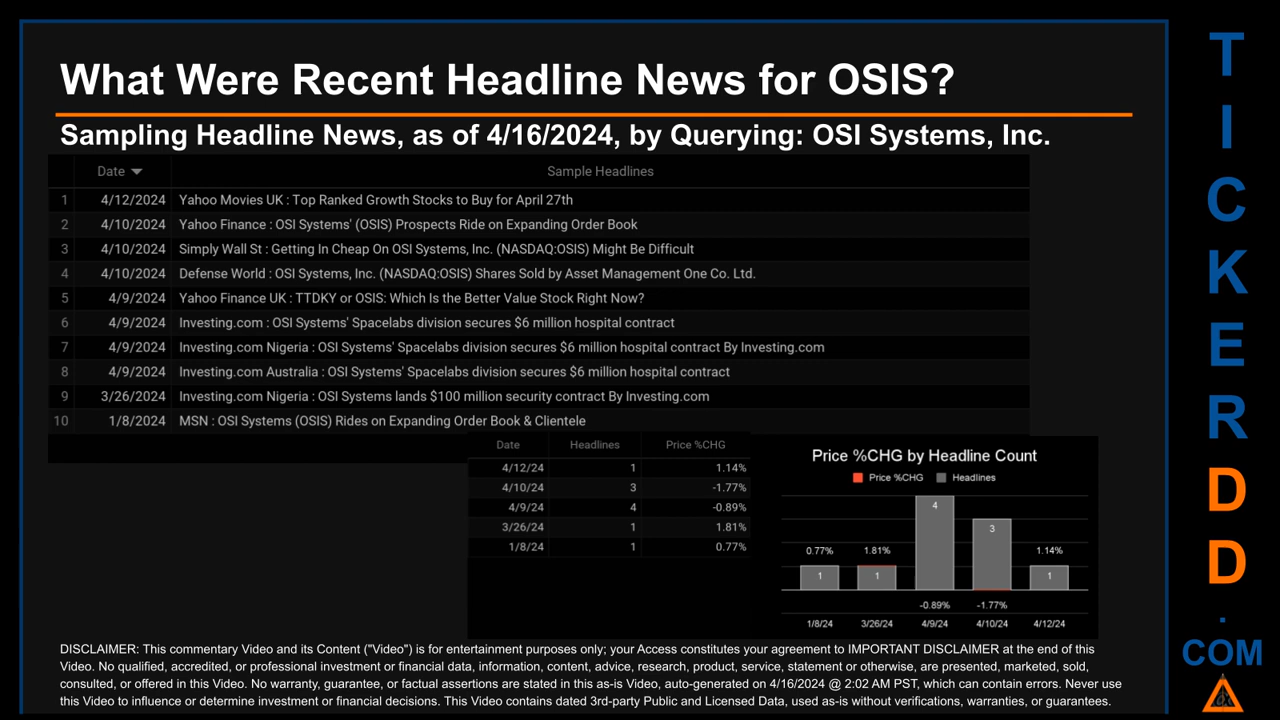 What Were Recent Headline News for OSIS?
Sampling Headline News, as of 4/16/2024, by Querying: OSI Systems, Inc.
Date Sample Headlines
1 4/12/2024 Yahoo Movies UK : Top Ranked Growth Stocks to Buy for April 27th
2 4/10/2024 Yahoo Finance : OSI Systems' (OSIS) Prospects Ride on Expanding Order Book
3 4/10/2024 Simply Wall St : Getting In Cheap On OSI Systems, Inc. (NASDAQ:OSIS) Might Be Difficult
4 4/10/2024 Defense World : OSI Systems, Inc. (NASDAQ:OSIS) Shares Sold by Asset Management One Co. Ltd.
5 4/9/2024 Yahoo Finance UK : TTDKY or OSIS: Which Is the Better Value Stock Right Now?
6 4/9/2024 Investing.com : OSI Systems' Spacelabs division secures $6 million hospital contract
7 4/9/2024 Investing.com Nigeria : OSI Systems' Spacelabs division secures $6 million hospital contract By Investing.com
8 4/9/2024 Investing.com Australia : OSI Systems' Spacelabs division secures $6 million hospital contract
9 3/26/2024 Investing.com Nigeria : OSI Systems lands $100 million security contract By Investing.com
10 1/8/2024 MSN : OSI Systems (OSIS) Rides on Expanding Order Book & Clientele
Date Headlines Price %CHG
4/12/24 1 1.14%
4/10/24 3 -1.77%
4/9/24 4 -0.89%
3/26/24 1 1.81%
1/8/24 1 0.77%
Price %CHG by Headline Count
Price %CHG Headlines
4
3
0.77% 1.81% 1.14%
1 1 1
-0.89% -1.77%
1/8/24 3/26/24 4/9/24 4/10/24 4/12/24
DISCLAIMER: This commentary Video and its Content ("Video") is for entertainment purposes only; your Access constitutes your agreement to IMPORTANT DISCLAIMER at the end of this
Video. No qualified, accredited, or professional investment or financial data, information, content, advice, research, product, service, statement or otherwise, are presented, marketed, sold,
consulted, or offered in this Video. No warranty, guarantee, or factual assertions are stated in this as-is Video, auto-generated on 4/16/2024 @ 2:02 AM PST, which can contain errors. Never use
this Video to influence or determine investment or financial decisions. This Video contains dated 3rd-party Public and Licensed Data, used as-is without verifications, warranties, or guarantees.
T
I
C
K
E
R
D
D
.
COM